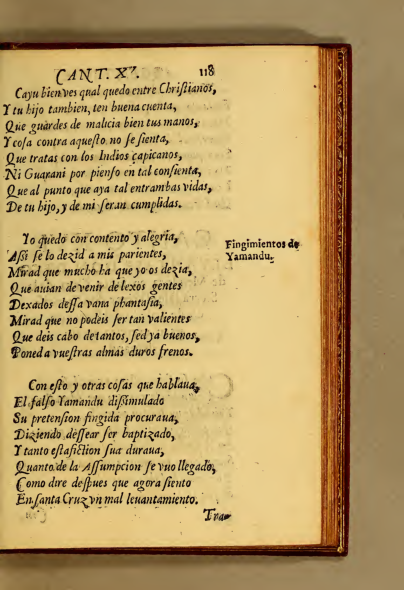 CANT. XV. 118
Cayu bien ves qual quedo entre Chriſtianos,
Y tu hijo tambien, ten buena cuenta,
Que guardes de malicia bien tus manos,
Y coſa contra aqueſto no ſe ſienta,
Que tratas con los Indios çapicanos,
Ni Guarani por pienſo en tal conſienta,
Que al punto que aya tal entrambas vidas,
De tu hijo, y de mi ſeran cumplidas.
Yo quedo con contento y alegria,
Aſsi ſe lo dezid a mis parientes,
Mirad que mucho ha que yo os dezia,
Que auian de venir de lexos gentes
Dexados deſſa vana phantaſia,
Mirad que no podeis ſer tan valientes
Que deis cabo de tantos, ſed ya buenos,
Poned a vueſtras almas duros frenos.
Fingimientos de
Yamandu.
Con eſto y otras coſas que hablaua,
El falſo Yamandu diſsimulado
Su pretenſion fingida procuraua,
Diziendo deſſear ſer baptizado,
Y tanto eſta fiction ſua duraua,
Quanto de la Aſſumpcion ſe vuo llegado,
Como dire deſpues que agora ſiento
En ſanta Cruz vn mal leuantamiento.
Tra-